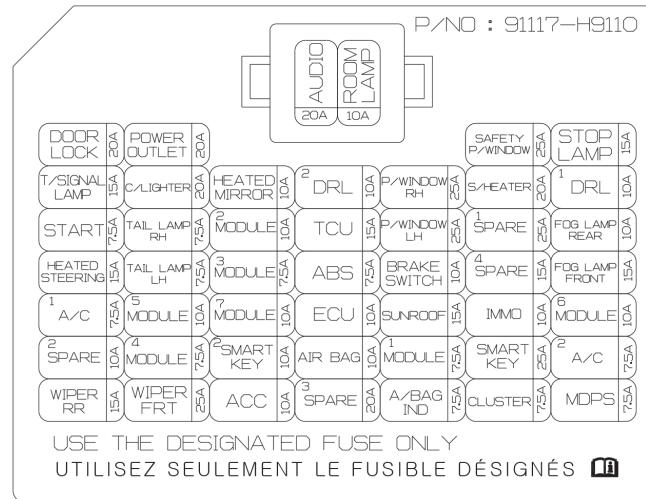 P/NO : 91117-H9110
AUDIO 20A ROOM LAMP 10A
DOOR LOCK 20A POWER OUTLET 20A SAFETY P/WINDOW 25A STOP LAMP 15A
T/SIGNAL LAMP 15A C/LIGHTER 20A HEATED MIRROR 10A 2 DRL 10A P/WINDOW RH 25A S/HEATER 20A 1 DRL 10A
START 7.5A TAIL LAMP RH 7.5A 2 MODULE 10A TCU 15A P/WINDOW LH 25A 1 SPARE 25A FOG LAMP REAR 10A
HEATED STEERING 15A TAIL LAMP LH 7.5A 3 MODULE 7.5A ABS 7.5A BRAKE SWITCH 10A 4 SPARE 15A FOG LAMP FRONT 15A
1 A/C 7.5A 5 MODULE 10A 7 MODULE 10A ECU 10A SUNROOF 15A IMMO 10A 6 MODULE 10A
2 SPARE 10A 4 MODULE 7.5A 2 SMART KEY 10A AIR BAG 10A 1 MODULE 7.5A SMART KEY 25A 2 A/C 7.5A
WIPER RR 15A WIPER FRT 25A ACC 10A 3 SPARE 20A A/BAG IND 7.5A CLUSTER 7.5A MDPS 7.5A
USE THE DESIGNATED FUSE ONLY
UTILISEZ SEULEMENT LE FUSIBLE DÉSIGNÉS